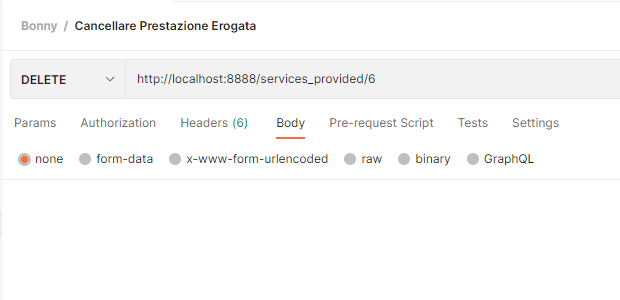 Bonny / Cancellare Prestazione Erogata
DELETE http://localhost:8888/services_provided/6
Params Authorization Headers (6) Body Pre-request Script Tests Settings
none form-data x-www-form-urlencoded raw binary GraphQL